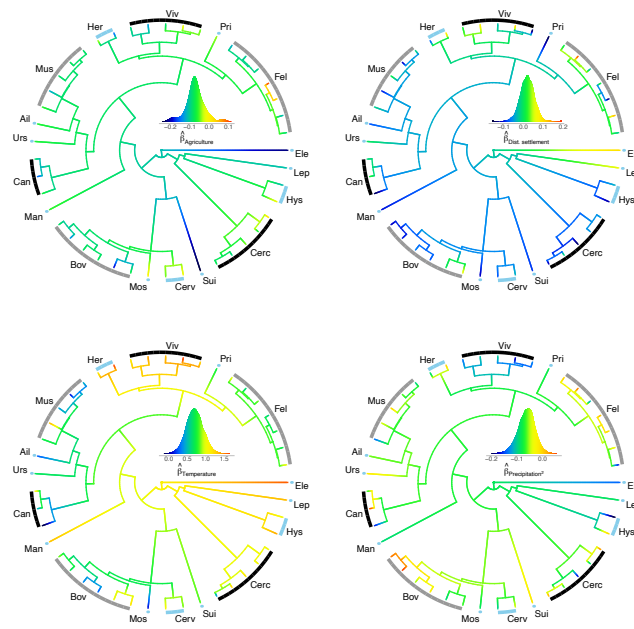 Viv
Her
Pri
Mus
Fel
Ail
Urs
-0.2 -0.1 0.0 0.1
β̂Agriculture
Ele
Lep
Can
Hys
Man
Bov
Cerc
Mos
Cerv
Sui
Viv
Her
Pri
Mus
Fel
Ail
Urs
-0.2 -0.1 0.0 0.1 0.2
β̂Dist. settlement
E
Lep
Can
Hys
Man
Bov
Cerc
Mos
Cerv
Sui
Viv
Her
Pri
Mus
Fel
Ail
Urs
0.0 0.5 1.0 1.5
β̂Temperature
Ele
Lep
Can
Hys
Man
Bov
Cerc
Mos
Cerv
Sui
Viv
Her
Pri
Mus
Fel
Ail
Urs
-0.2 -0.1 0.0
β̂Precipitation²
E
Lep
Can
Hys
Man
Bov
Cerc
Mos
Cerv
Sui